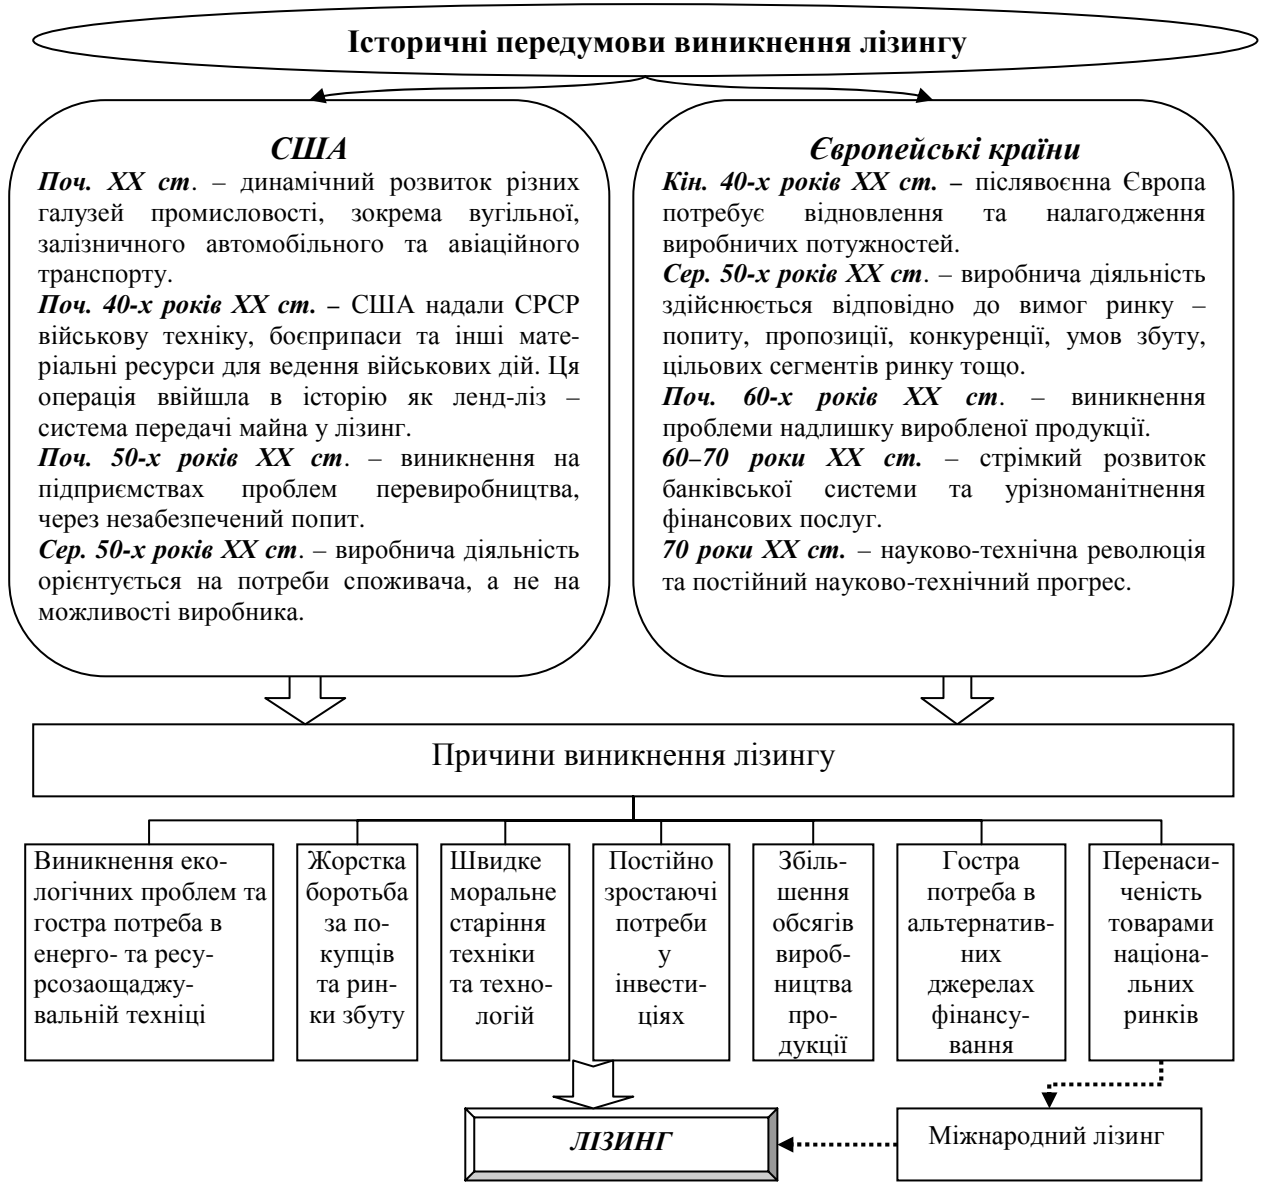 Історичні передумови виникнення лізингу
США
Поч. ХХ ст. – динамічний розвиток різних
галузей промисловості, зокрема вугільної,
залізничного автомобільного та авіаційного
транспорту.
Поч. 40-х років ХХ ст. – США надали СРСР
військову техніку, боєприпаси та інші мате-
ріальні ресурси для ведення військових дій. Ця
операція ввійшла в історію як ленд-ліз –
система передачі майна у лізинг.
Поч. 50-х років ХХ ст. – виникнення на
підприємствах проблем перевиробництва,
через незабезпечений попит.
Сер. 50-х років ХХ ст. – виробнича діяльність
орієнтується на потреби споживача, а не на
можливості виробника.
Європейські країни
Кін. 40-х років ХХ ст. – післявоєнна Європа
потребує відновлення та налагодження
виробничих потужностей.
Сер. 50-х років ХХ ст. – виробнича діяльність
здійснюється відповідно до вимог ринку –
попиту, пропозиції, конкуренції, умов збуту,
цільових сегментів ринку тощо.
Поч. 60-х років ХХ ст. – виникнення
проблеми надлишку виробленої продукції.
60–70 роки ХХ ст. – стрімкий розвиток
банківської системи та урізноманітнення
фінансових послуг.
70 роки ХХ ст. – науково-технічна революція
та постійний науково-технічний прогрес.
Причини виникнення лізингу
Виникнення еко-
логічних проблем та
гостра потреба в
енерго- та ресу-
рсозаощаджу-
вальній техніці
Жорстка
боротьба
за по-
купців
та рин-
ки збуту
Швидке
моральне
старіння
техніки
та техно-
логій
Постійно
зростаючі
потреби
у
інвести-
ціях
Збіль-
шення
обсягів
вироб-
ництва
про-
дукції
Гостра
потреба в
альтернатив-
них
джерелах
фінансу-
вання
Перенаси-
ченість
товарами
націона-
льних
ринків
ЛІЗИНГ
Міжнародний лізинг